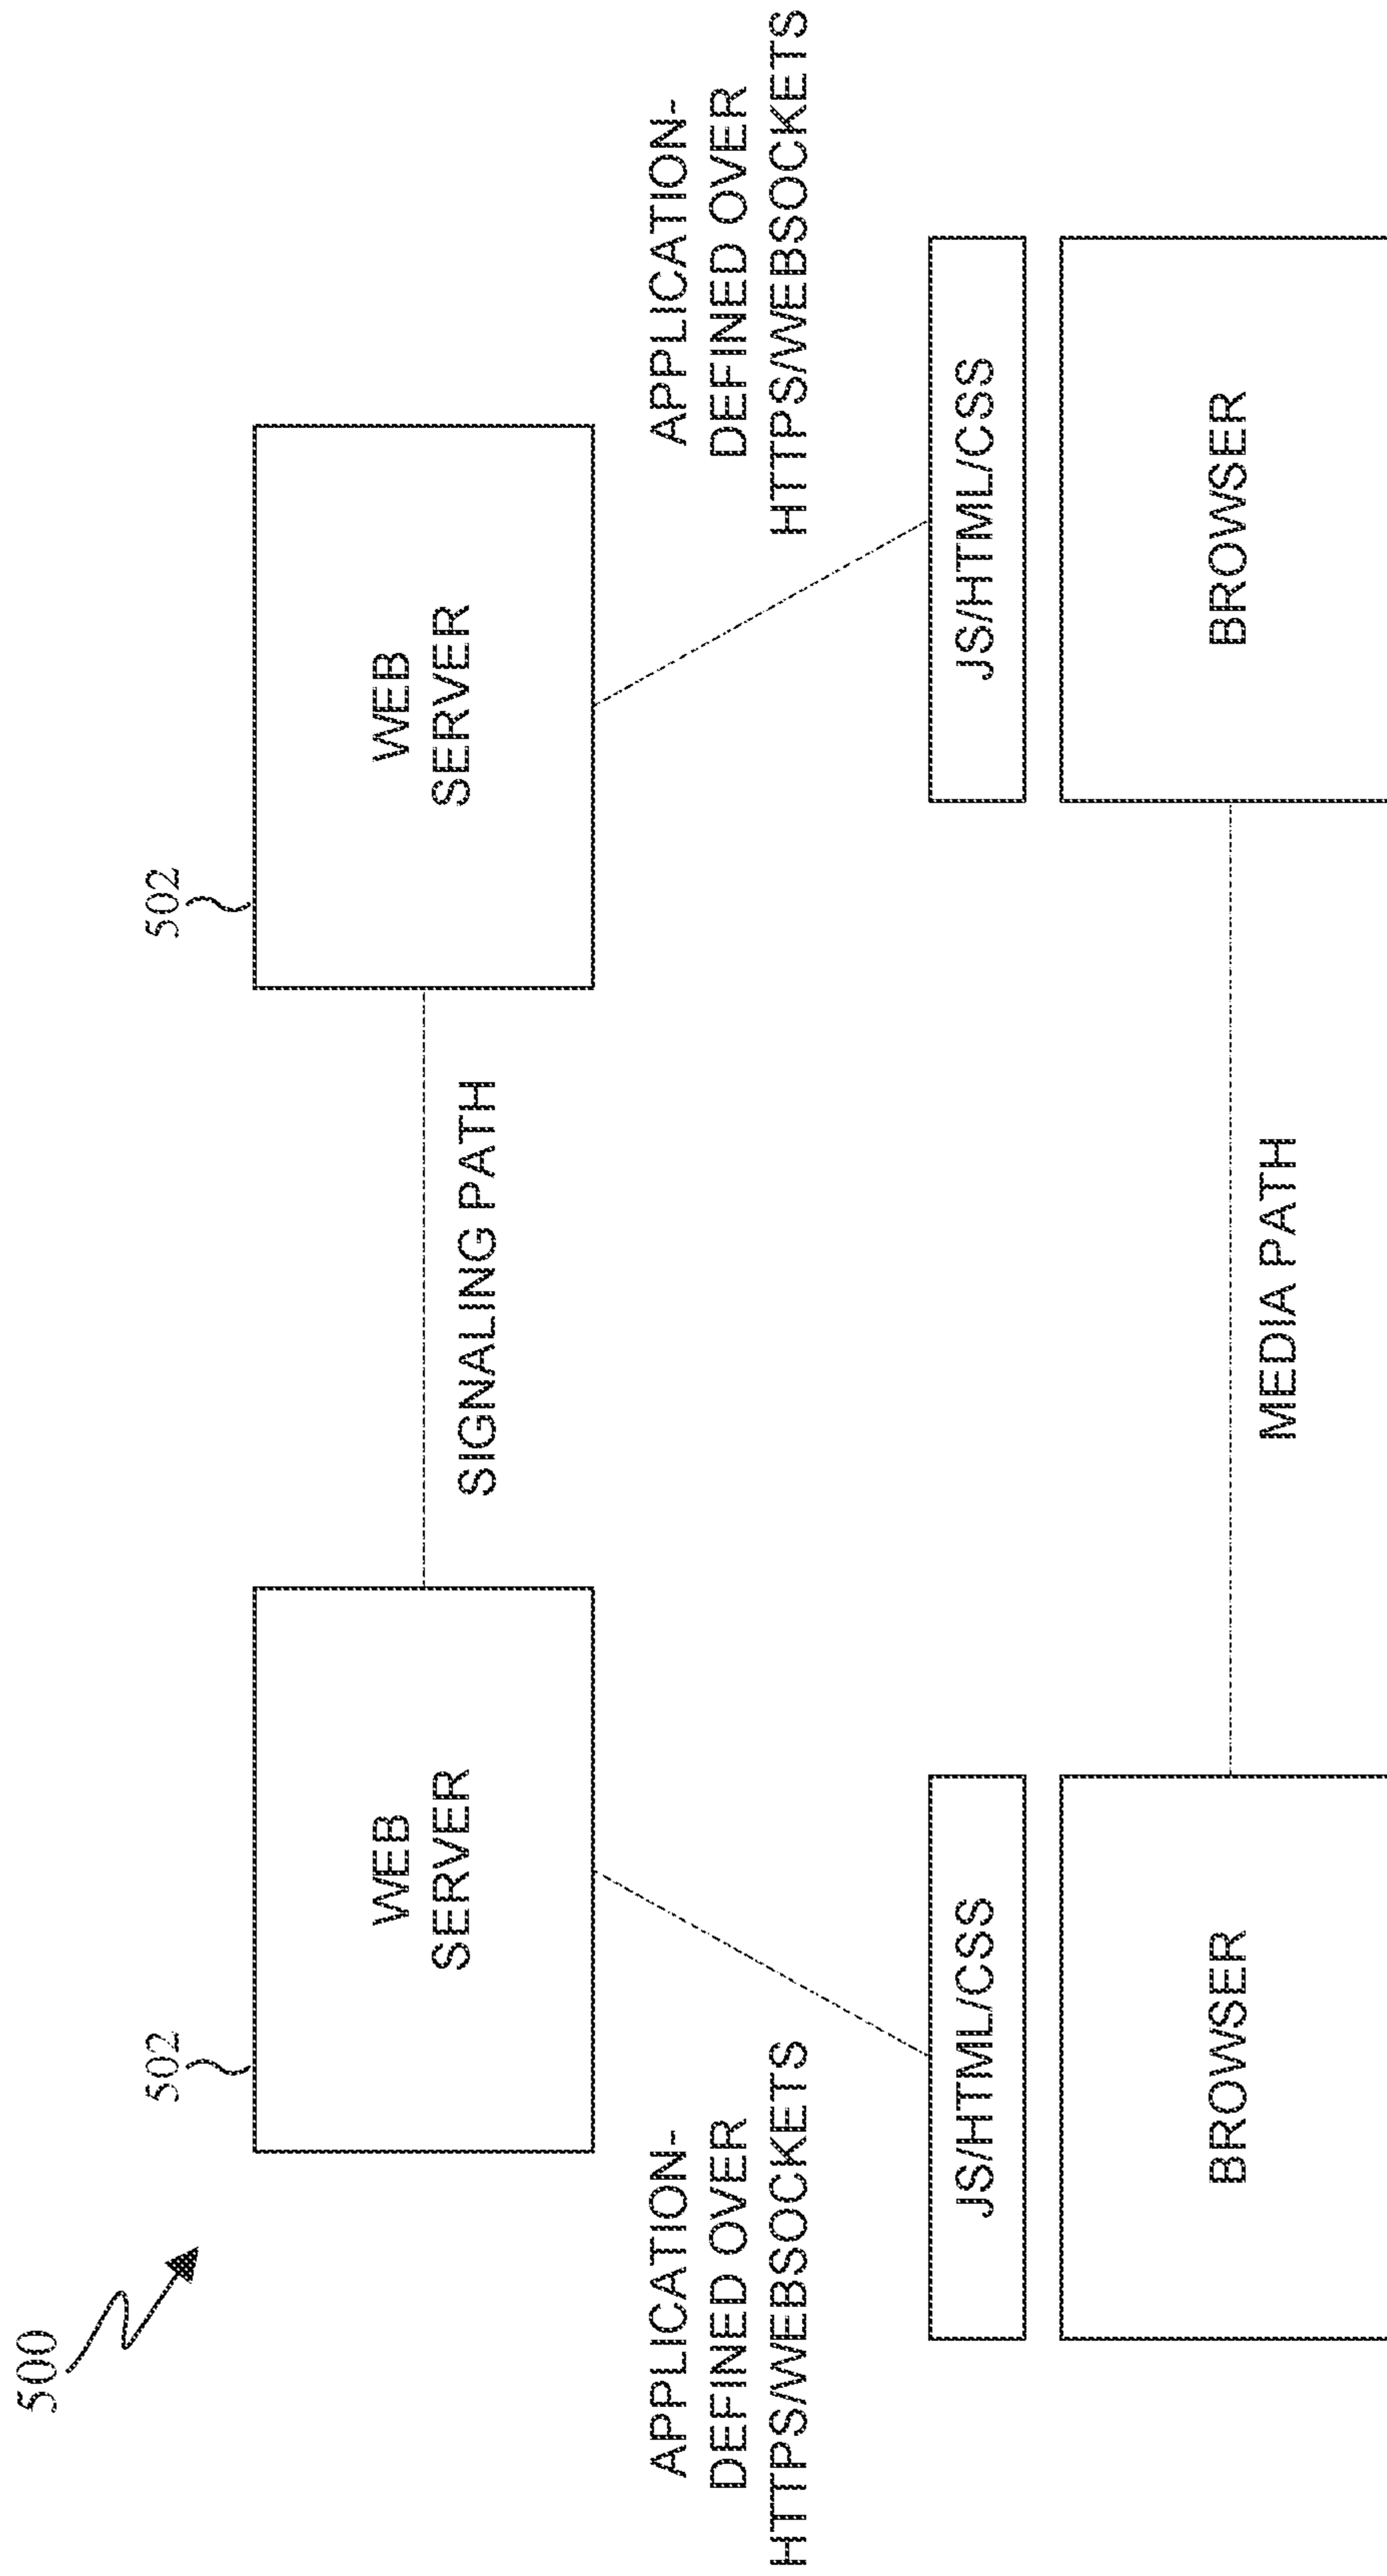 500
502
502
WEB
SERVER
SIGNALING PATH
WEB
SERVER
APPLICATION-
DEFINED OVER
HTTPS/WEBSOCKETS
APPLICATION-
DEFINED OVER
HTTPS/WEBSOCKETS
JS/HTML/CSS
JS/HTML/CSS
BROWSER
MEDIA PATH
BROWSER